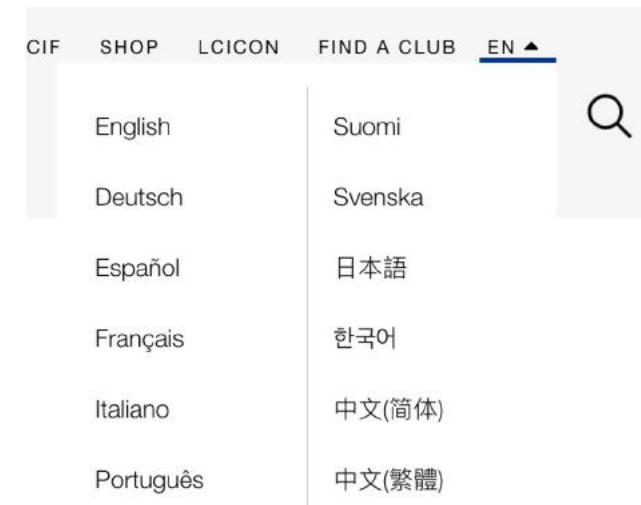 CIF SHOP LCICON FIND A CLUB EN
English
Deutsch
Español
Français
Italiano
Português
Suomi
Svenska
日本語
한국어
中文(简体)
中文(繁體)